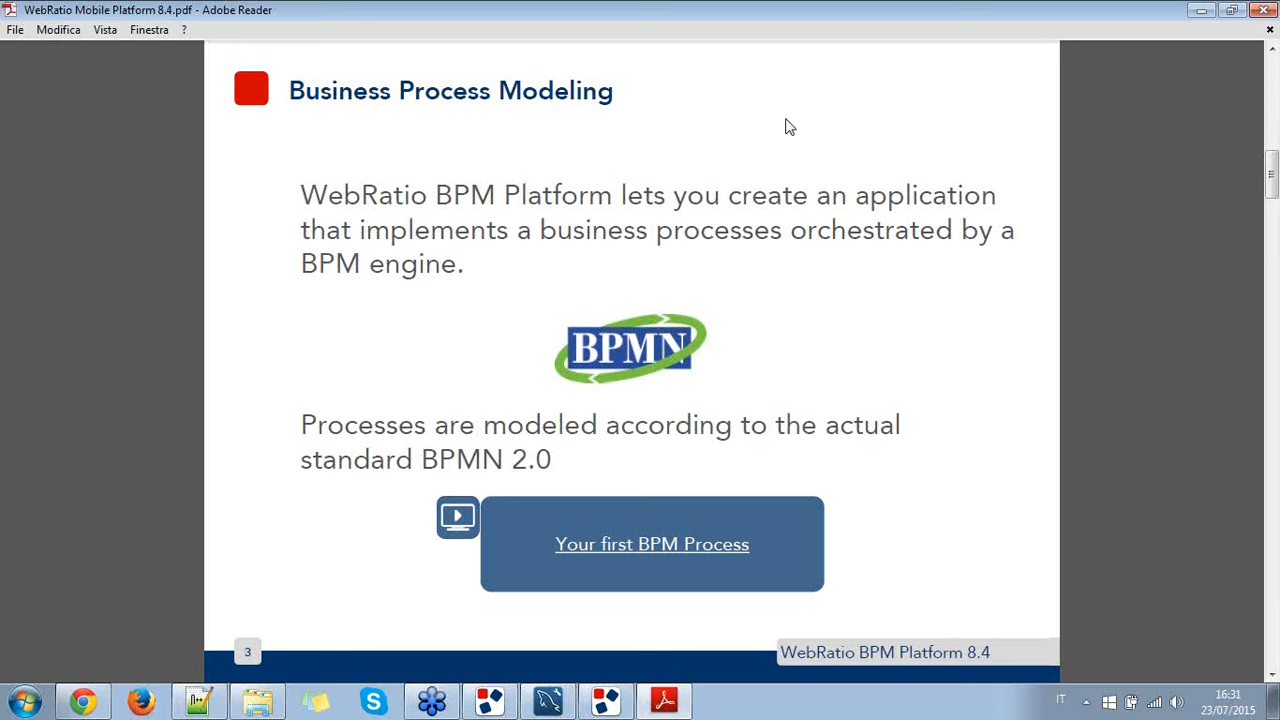 WebRatio Mobile Platform 8.4.pdf - Adobe Reader
File Modifica Vista Finestra ?
Business Process Modeling
WebRatio BPM Platform lets you create an application
that implements a business processes orchestrated by a
BPM engine.
BPMN
Processes are modeled according to the actual
standard BPMN 2.0
Your first BPM Process
3
WebRatio BPM Platform 8.4
IT
16:31
23/07/2015